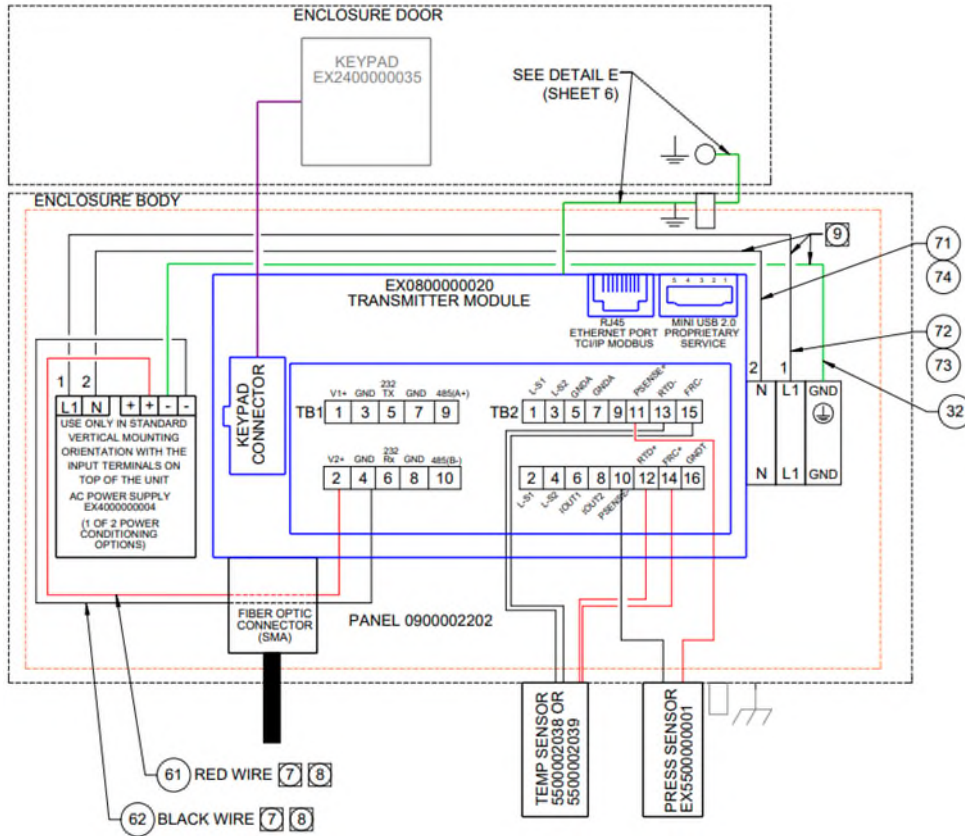 ENCLOSURE DOOR
KEYPAD
EX2400000035
SEE DETAIL E
(SHEET 6)
ENCLOSURE BODY
9
71
74
72
73
32
EX0800000020
TRANSMITTER MODULE
RJ45
ETHERNET PORT
TCI/IP MODBUS
5 4 3 2 1
MINI USB 2.0
PROPRIETARY
SERVICE
KEYPAD
CONNECTOR
1 2
L1 N + + - -
USE ONLY IN STANDARD
VERTICAL MOUNTING
ORIENTATION WITH THE
INPUT TERMINALS ON
TOP OF THE UNIT
AC POWER SUPPLY
EX4000000004
(1 OF 2 POWER
CONDITIONING
OPTIONS)
V1+ GND 232 TX GND 485(A+)
TB1 1 3 5 7 9
V2+ GND 232 Rx GND 485(B-)
2 4 6 8 10
L-S1 L-S2 GNDA GNDA PSENSE+ RTD- FRC-
TB2 1 3 5 7 9 11 13 15
RTD+ FRC+ GNDT
2 4 6 8 10 12 14 16
L-S1 L-S2 IOUT1 IOUT2 PSENSE-
2 1
N L1 GND
N L1 GND
FIBER OPTIC
CONNECTOR
(SMA)
PANEL 0900002202
TEMP SENSOR
5500002038 OR
5500002039
PRESS SENSOR
EX5500000001
61 RED WIRE 7 8
62 BLACK WIRE 7 8